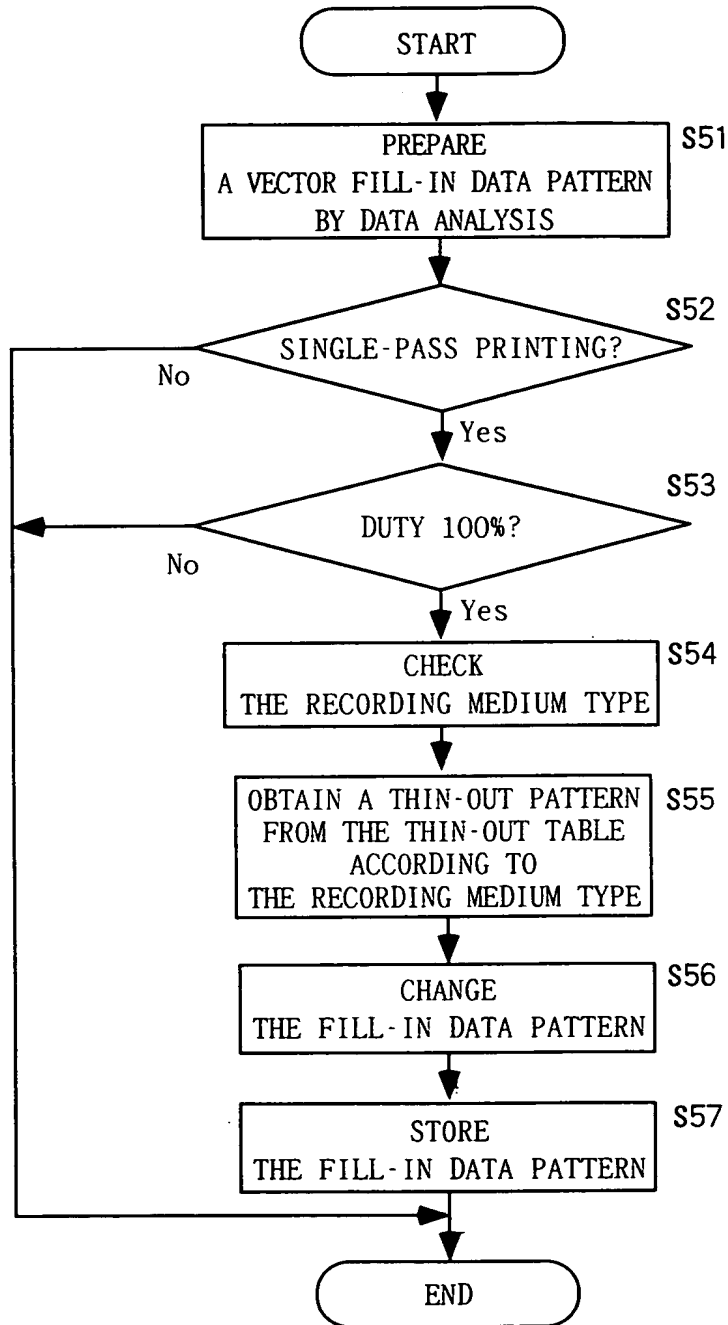 START
S51
PREPARE
A VECTOR FILL-IN DATA PATTERN
BY DATA ANALYSIS
S52
SINGLE-PASS PRINTING?
No
Yes
S53
DUTY 100%?
No
Yes
S54
CHECK
THE RECORDING MEDIUM TYPE
S55
OBTAIN A THIN-OUT PATTERN
FROM THE THIN-OUT TABLE
ACCORDING TO
THE RECORDING MEDIUM TYPE
S56
CHANGE
THE FILL-IN DATA PATTERN
S57
STORE
THE FILL-IN DATA PATTERN
END